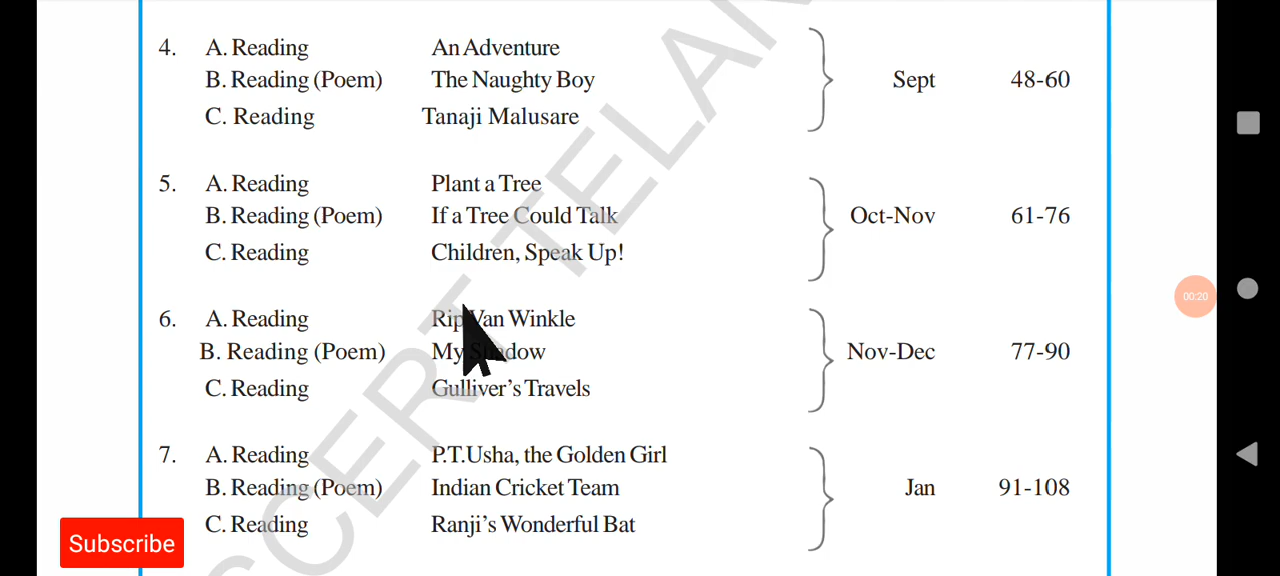 4. A. Reading An Adventure
B. Reading (Poem) The Naughty Boy Sept 48-60
C. Reading Tanaji Malusare
5. A. Reading Plant a Tree
B. Reading (Poem) If a Tree Could Talk Oct-Nov 61-76
C. Reading Children, Speak Up!
6. A. Reading Rip Van Winkle
B. Reading (Poem) My Shadow Nov-Dec 77-90
C. Reading Gulliver's Travels
7. A. Reading P.T.Usha, the Golden Girl
B. Reading (Poem) Indian Cricket Team Jan 91-108
C. Reading Ranji's Wonderful Bat
SCERT TELAN
00:20
Subscribe